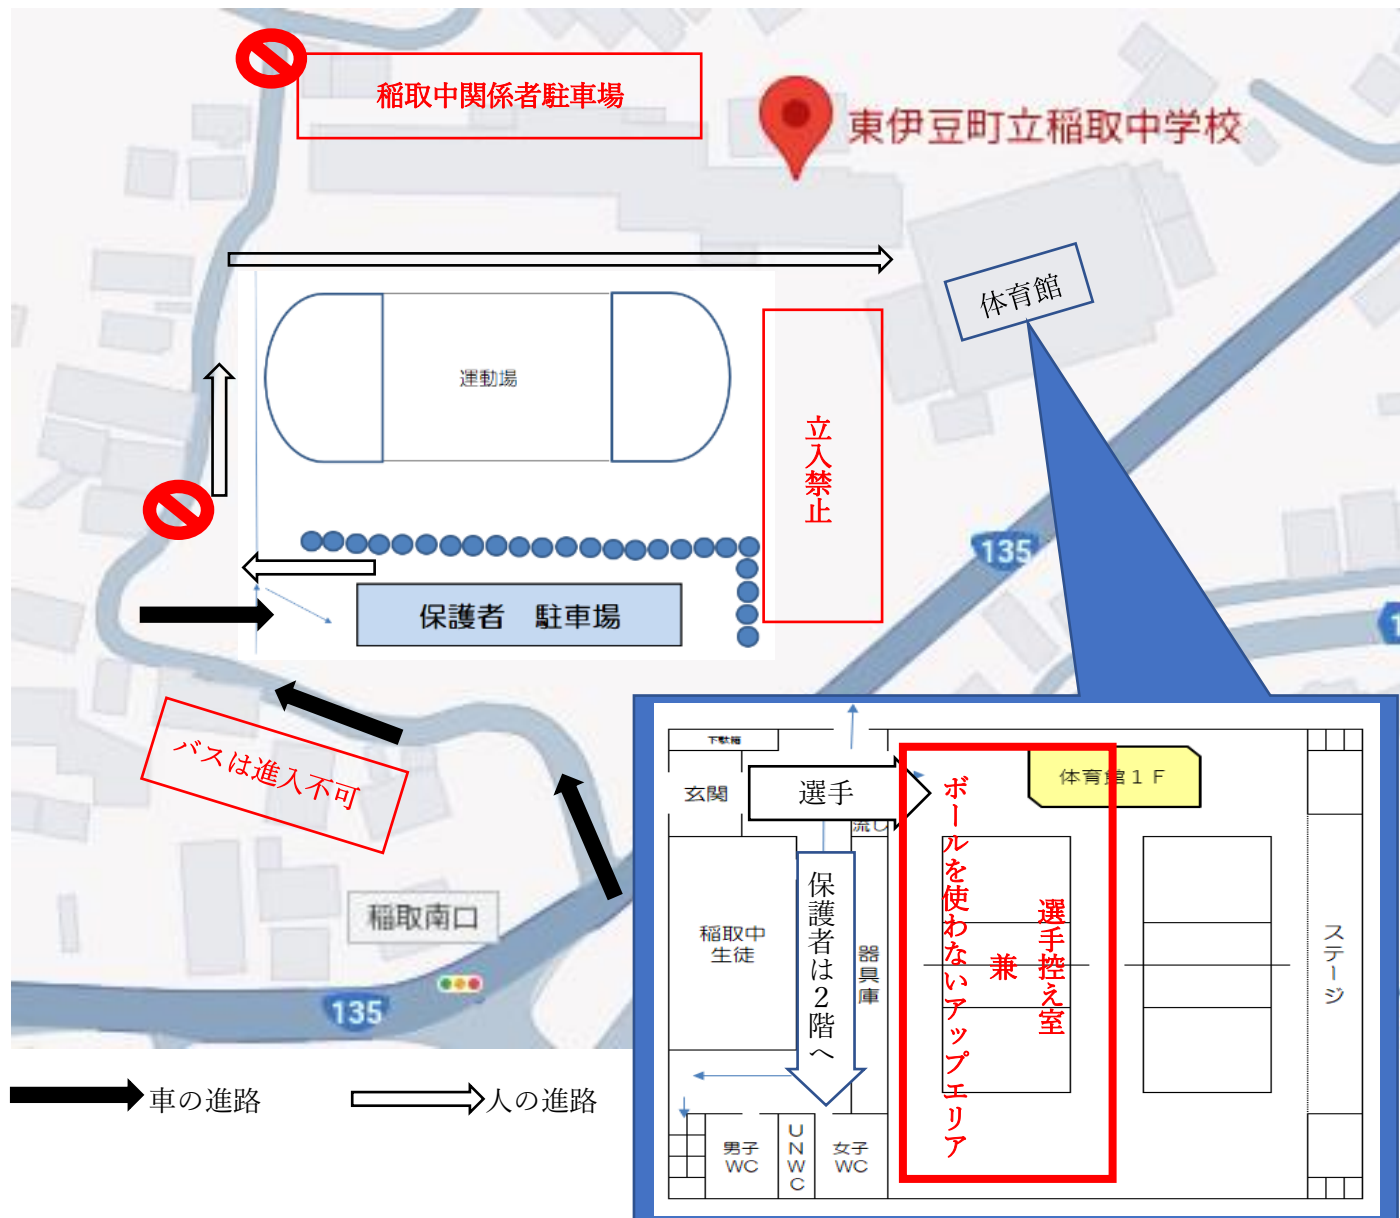 稲取中関係者駐車場
東伊豆町立稲取中学校
体育館
運動場
立入禁止
135
保護者　駐車場
1
バスは進入不可
稲取南口
135
下駄箱
玄関
選手
体育館１Ｆ
流し
ボールを使わないアップエリア
兼
選手控え室
保護者は２階へ
稲取中
生徒
器具庫
ステージ
男子
WC
UNWC
女子
WC
車の進路
人の進路